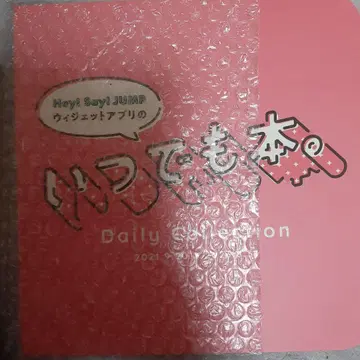 Hey! Say! JUMP
ウィジェットアプリの
いつでも本。
Daily Collection